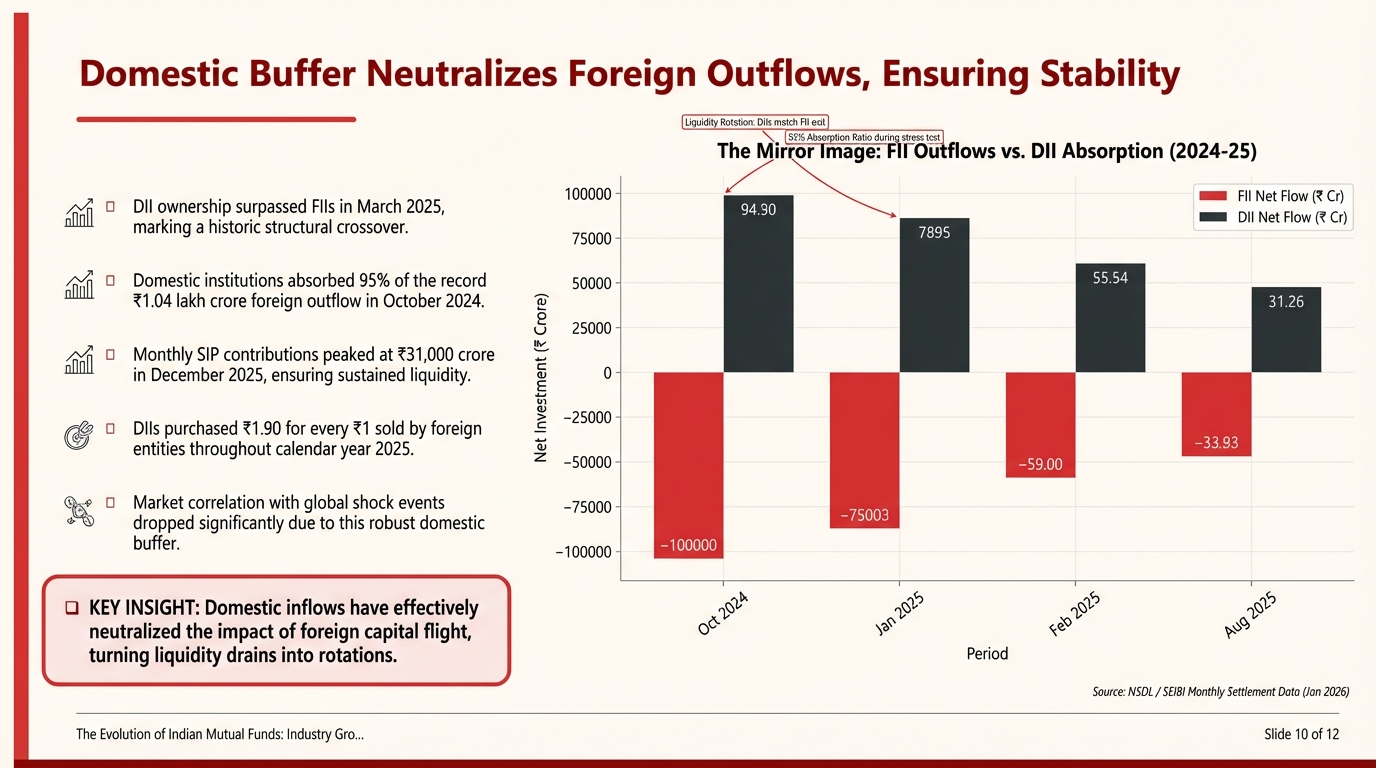 Domestic Buffer Neutralizes Foreign Outflows, Ensuring Stability
DII ownership surpassed FIIs in March 2025,
marking a historic structural crossover.
Domestic institutions absorbed 95% of the record
₹1.04 lakh crore foreign outflow in October 2024.
Monthly SIP contributions peaked at ₹31,000 crore
in December 2025, ensuring sustained liquidity.
DIIs purchased ₹1.90 for every ₹1 sold by foreign
entities throughout calendar year 2025.
Market correlation with global shock events
dropped significantly due to this robust domestic
buffer.
KEY INSIGHT: Domestic inflows have effectively
neutralized the impact of foreign capital flight,
turning liquidity drains into rotations.
Liquidity Rotstion: DIIs mstch FII
Absorption Ratio during stress
The Mirror Image: FII Outflows vs. DII Absorption (2024-25)
FII Net Flow (₹ Cr)
DII Net Flow (₹ Cr)
Net Investment (₹ Crore)
100000
75000
50000
25000
0
−25000
−50000
−75000
−100000
94.90
7895
55.54
31.26
−100000
−75003
−59.00
−33.93
Oct 2024
Jan 2025
Feb 2025
Aug 2025
Period
Source: NSDL / SEI8I Monthly Settlement Data (Jan 2026)
The Evolution of Indian Mutual Funds: Industry Gro...
Slide 10 of 12